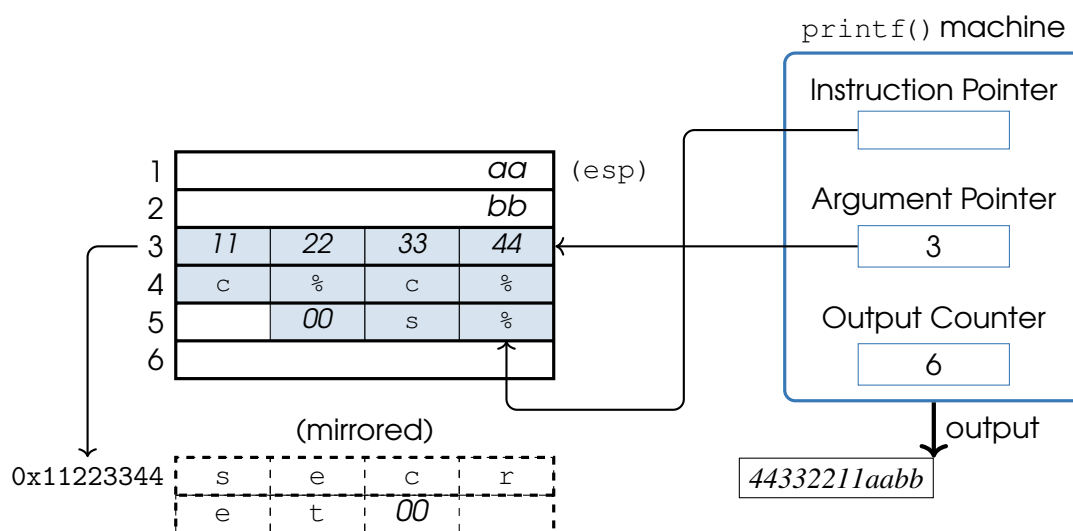 printf() machine
Instruction Pointer
1 aa (esp)
2 bb
Argument Pointer
3 11 22 33 44
3
4 c % c %
5 00 s %
Output Counter
6
6
(mirrored)
output
0x11223344 s e c r
44332211aabb
e t 00